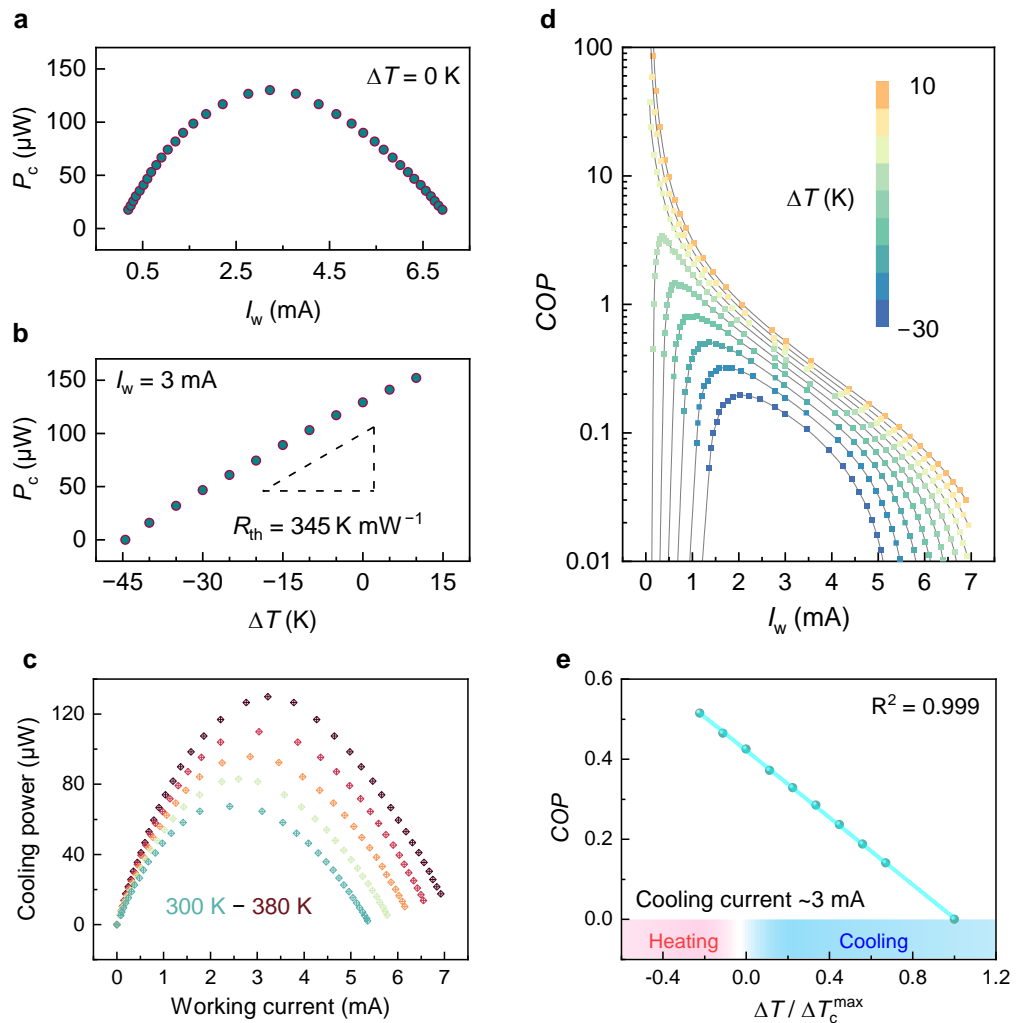 a
150
100
50
0
P_c (µW)
ΔT = 0 K
0.5 2.5 4.5 6.5
I_w (mA)
b
150
100
50
0
P_c (µW)
I_w = 3 mA
R_th = 345 K mW⁻¹
−45 −30 −15 0 15
ΔT (K)
c
120
80
40
0
Cooling power (µW)
300 K − 380 K
0 1 2 3 4 5 6 7
Working current (mA)
d
100
10
1
0.1
0.01
COP
ΔT (K)
10
−30
0 1 2 3 4 5 6 7
I_w (mA)
e
0.6
0.4
0.2
0.0
COP
R² = 0.999
Cooling current ~3 mA
Heating
Cooling
-0.4 0.0 0.4 0.8 1.2
ΔT / ΔT_c^max